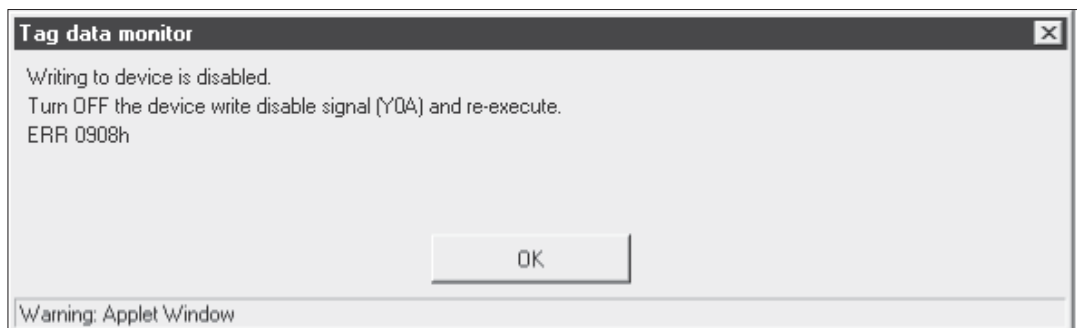 Tag data monitor
Writing to device is disabled.
Turn OFF the device write disable signal (Y0A) and re-execute.
ERR 0908h
OK
Warning: Applet Window